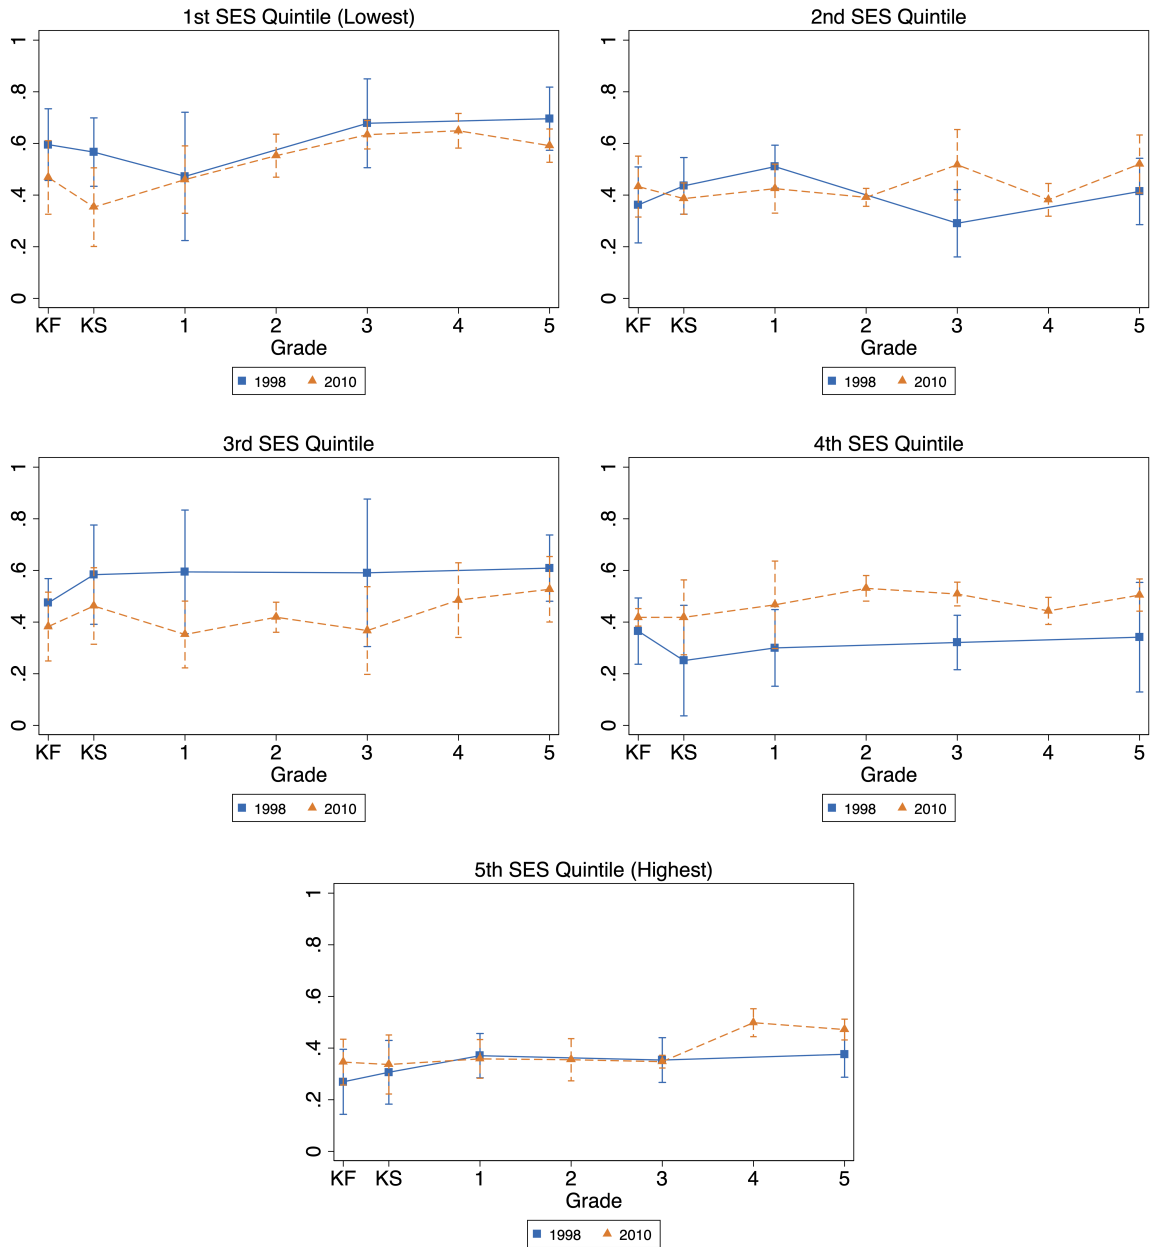 1st SES Quintile (Lowest)
1
.8
.6
.4
.2
0
KF KS 1 2 3 4 5
Grade
1998 2010
2nd SES Quintile
1
.8
.6
.4
.2
0
KF KS 1 2 3 4 5
Grade
1998 2010
3rd SES Quintile
1
.8
.6
.4
.2
0
KF KS 1 2 3 4 5
Grade
1998 2010
4th SES Quintile
1
.8
.6
.4
.2
0
KF KS 1 2 3 4 5
Grade
1998 2010
5th SES Quintile (Highest)
1
.8
.6
.4
.2
0
KF KS 1 2 3 4 5
Grade
1998 2010